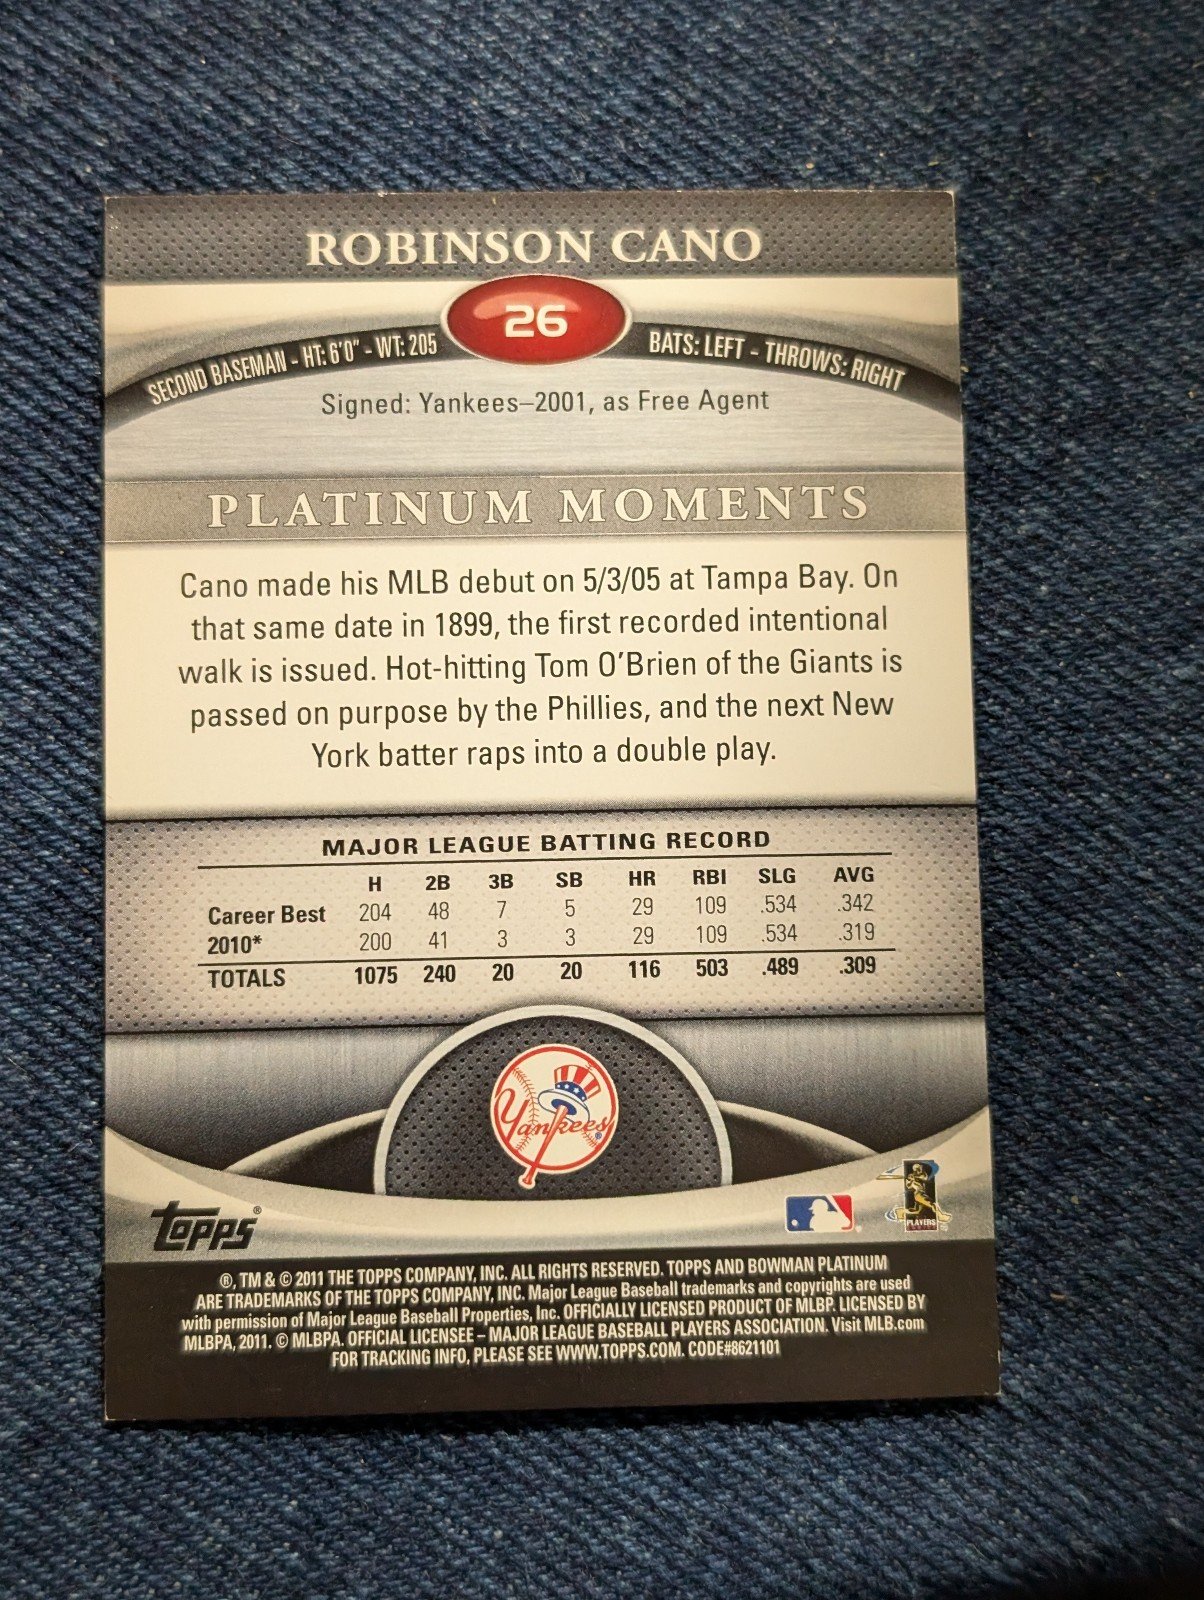 ROBINSON CANO
26
SECOND BASEMAN - HT: 6'0" - WT: 205
BATS: LEFT - THROWS: RIGHT
Signed: Yankees–2001, as Free Agent
PLATINUM MOMENTS
Cano made his MLB debut on 5/3/05 at Tampa Bay. On
that same date in 1899, the first recorded intentional
walk is issued. Hot-hitting Tom O'Brien of the Giants is
passed on purpose by the Phillies, and the next New
York batter raps into a double play.
MAJOR LEAGUE BATTING RECORD
H 2B 3B SB HR RBI SLG AVG
Career Best 204 48 7 5 29 109 .534 .342
2010* 200 41 3 3 29 109 .534 .319
TOTALS 1075 240 20 20 116 503 .489 .309
Yankees®
topps®
PLAYERS
®, TM & © 2011 THE TOPPS COMPANY, INC. ALL RIGHTS RESERVED. TOPPS AND BOWMAN PLATINUM
ARE TRADEMARKS OF THE TOPPS COMPANY, INC. Major League Baseball trademarks and copyrights are used
with permission of Major League Baseball Properties, Inc. OFFICIALLY LICENSED PRODUCT OF MLBP. LICENSED BY
MLBPA, 2011. © MLBPA. OFFICIAL LICENSEE – MAJOR LEAGUE BASEBALL PLAYERS ASSOCIATION. Visit MLB.com
FOR TRACKING INFO, PLEASE SEE WWW.TOPPS.COM. CODE#8621101